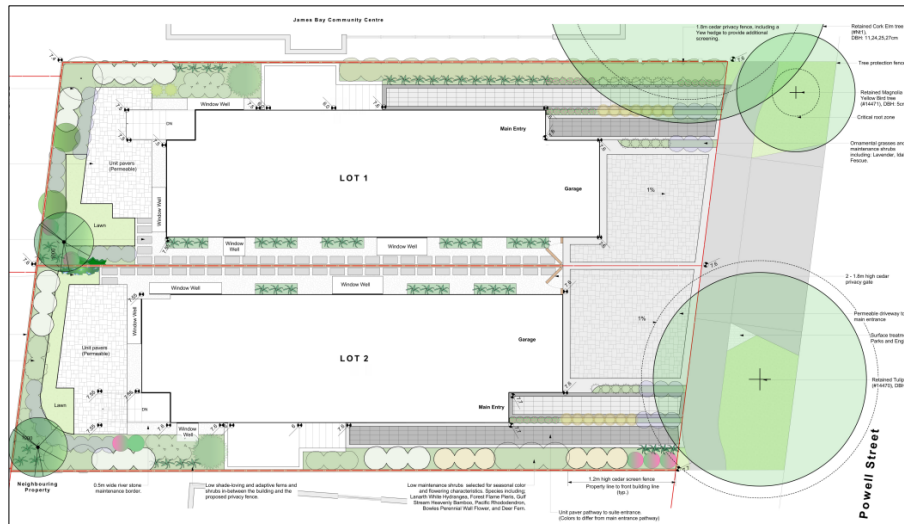 James Bay Community Centre
1.8m cedar privacy fence, including a
Yew hedge to provide additional
screening.
Retained Cork Elm tree
(#NH1),
DBH: 11,24,25,27cm
Tree protection fence
Retained Magnolia
Yellow Bird tree
(#14471), DBH: 5cm
Critical root zone
Ornamental grasses and
maintenance shrubs
including: Lavender, Idaho
Fescue.
Window Well
DN
Main Entry
Unit pavers
(Permeable)
LOT 1
Garage
1%
Window Well
Lawn
Window
Well
Window Well
2 - 1.8m high cedar
privacy gate
Window Well
Window Well
Permeable driveway to
main entrance
1%
Surface treatment
Parks and Eng
Window Well
Unit pavers
(Permeable)
Garage
LOT 2
Retained Tulip
(#14470), DBH
Lawn
DN
Main Entry
Window
Well
Powell Street
Neighbouring
Property
0.5m wide river stone
maintenance border.
Low shade-loving and adaptive ferns and
shrubs in-between the building and the
proposed privacy fence.
Low maintenance shrubs selected for seasonal color
and flowering characteristics. Species including;
Lanarth White Hydrangea, Forest Flame Pieris, Gulf
Stream Heavenly Bamboo, Pacific Rhododendron,
Bowles Perennial Wall Flower, and Deer Fern.
1.2m high cedar screen fence
Property line to front building line
(typ.)
Unit paver pathway to suite entrance.
(Colors to differ from main entrance pathway)